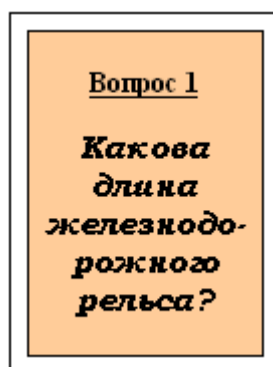 Вопрос 1
Какова
длина
железнодо-
рожного
рельса?